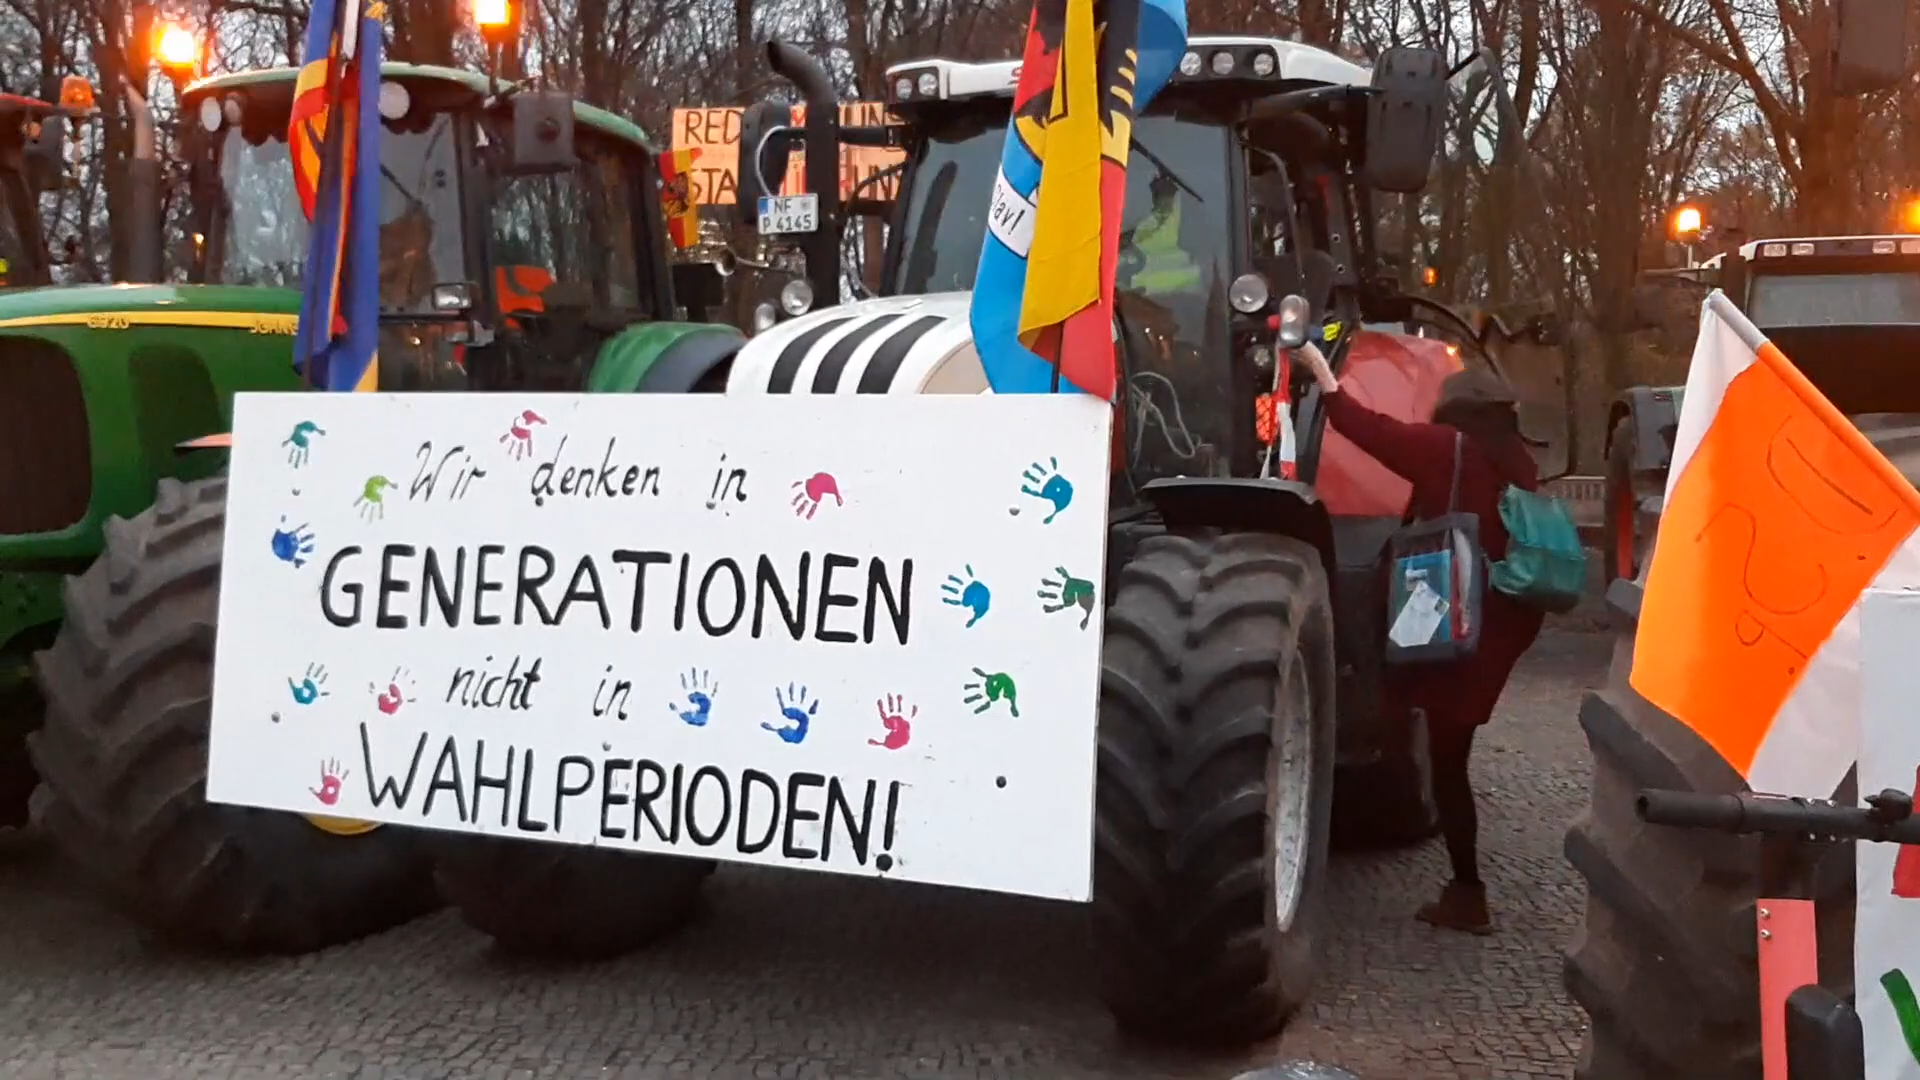 Wir denken in
GENERATIONEN
nicht in
WAHLPERIODEN!
NF
P 4145